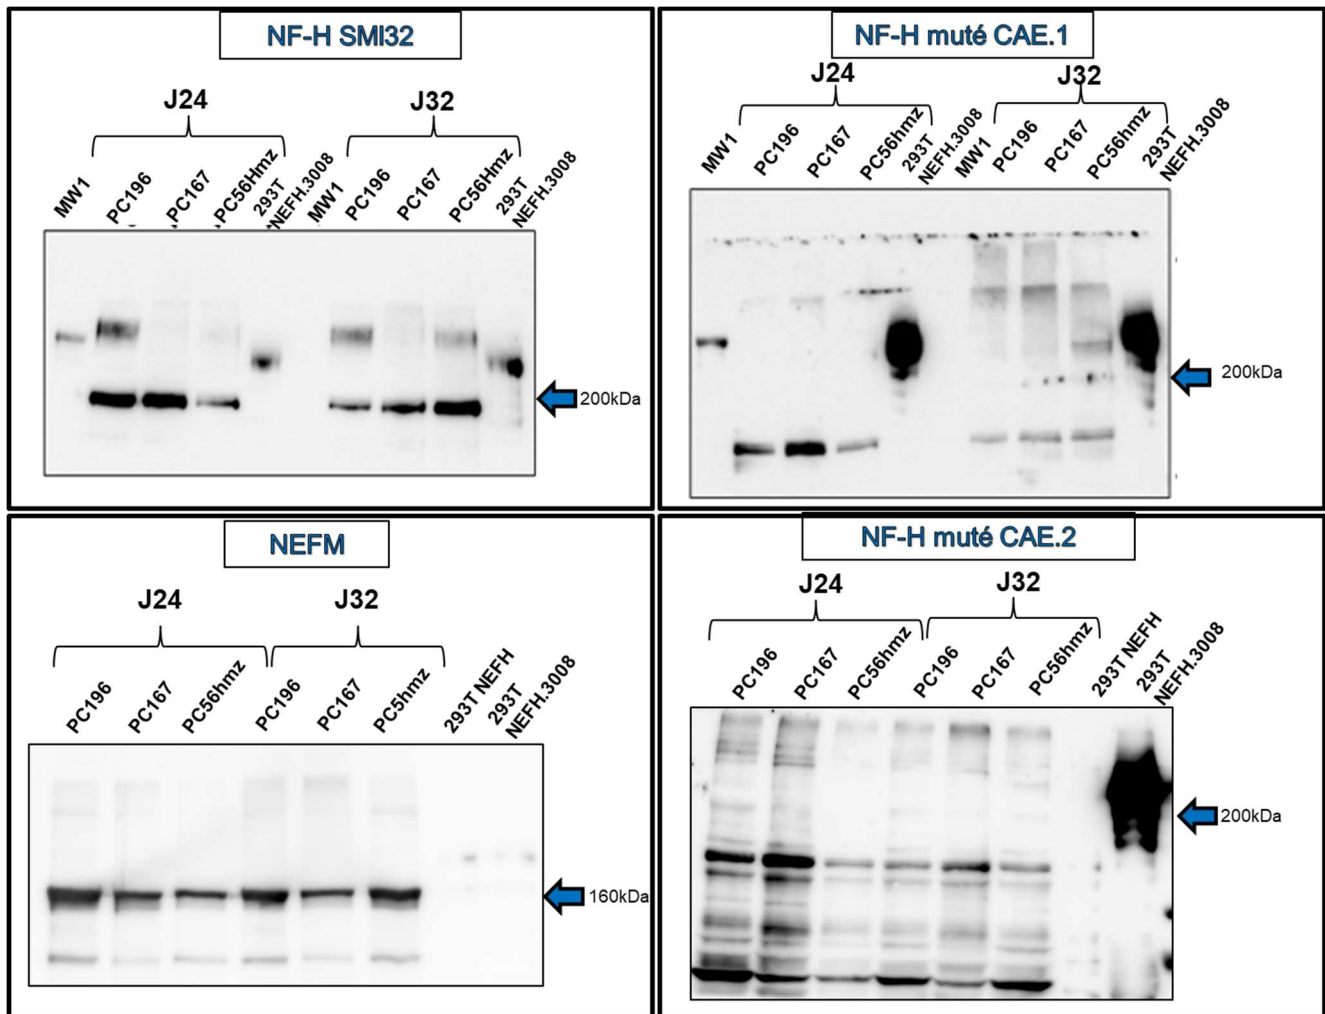 NF-H SMI32
J24
J32
MW1
PC196
PC167
PC56Hmz
293T
NEFH.3008
MW1
PC196
PC167
PC56Hmz
293T
NEFH.3008
200kDa
NF-H muté CAE.1
J24
J32
MW1
PC196
PC167
PC56hmz
293T
NEFH.3008
MW1
PC196
PC167
PC56hmz
293T
NEFH.3008
200kDa
NEFM
J24
J32
PC196
PC167
PC56hmz
PC196
PC167
PC5hmz
293T NEFH
293T
NEFH.3008
160kDa
NF-H muté CAE.2
J24
J32
PC196
PC167
PC56hmz
PC196
PC167
PC56hmz
293T NEFH
293T
NEFH.3008
200kDa